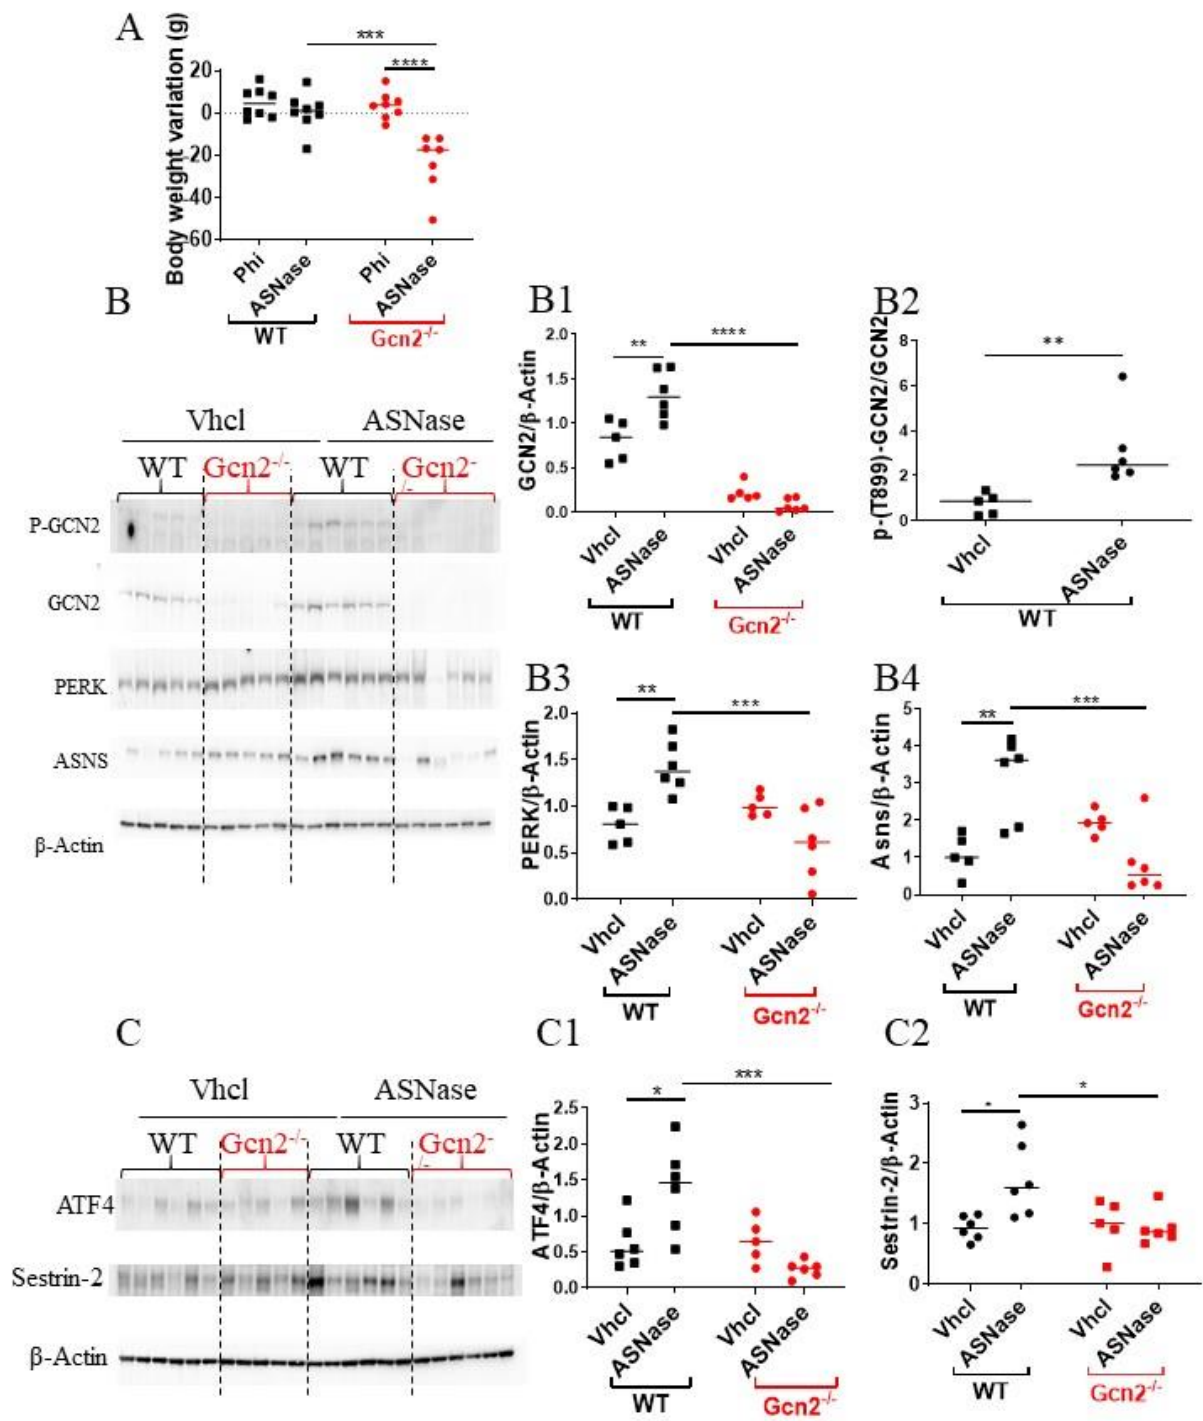 A
Body weight variation (g)
***
****
20
0
-20
-40
-60
Phi
ASNase
Phi
ASNase
WT
Gcn2-/-
B
Vhcl
ASNase
WT
Gcn2-/-
WT
Gcn2-
/-
P-GCN2
GCN2
PERK
ASNS
β-Actin
B1
GCN2/β-Actin
**
****
2.0
1.5
1.0
0.5
0.0
Vhcl
ASNase
Vhcl
ASNase
WT
Gcn2-/-
B2
p-(T899)-GCN2/GCN2
**
8
6
4
2
0
Vhcl
ASNase
WT
B3
PERK/β-Actin
**
***
2.0
1.5
1.0
0.5
0.0
Vhcl
ASNase
Vhcl
ASNase
WT
Gcn2-/-
B4
Asns/β-Actin
**
***
5
4
3
2
1
0
Vhcl
ASNase
Vhcl
ASNase
WT
Gcn2-/-
C
Vhcl
ASNase
WT
Gcn2-/-
WT
Gcn2-
/-
ATF4
Sestrin-2
β-Actin
C1
ATF4/β-Actin
*
***
2.5
2.0
1.5
1.0
0.5
0.0
Vhcl
ASNase
Vhcl
ASNase
WT
Gcn2-/-
C2
Sestrin-2/β-Actin
*
*
3
2
1
0
Vhcl
ASNase
Vhcl
ASNase
WT
Gcn2-/-